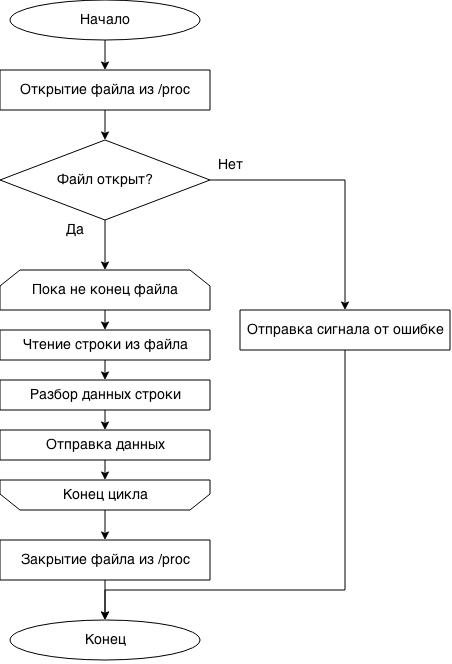 Начало
Открытие файла из /proc
Файл открыт?
Нет
Да
Пока не конец файла
Отправка сигнала от ошибке
Чтение строки из файла
Разбор данных строки
Отправка данных
Конец цикла
Закрытие файла из /proc
Конец